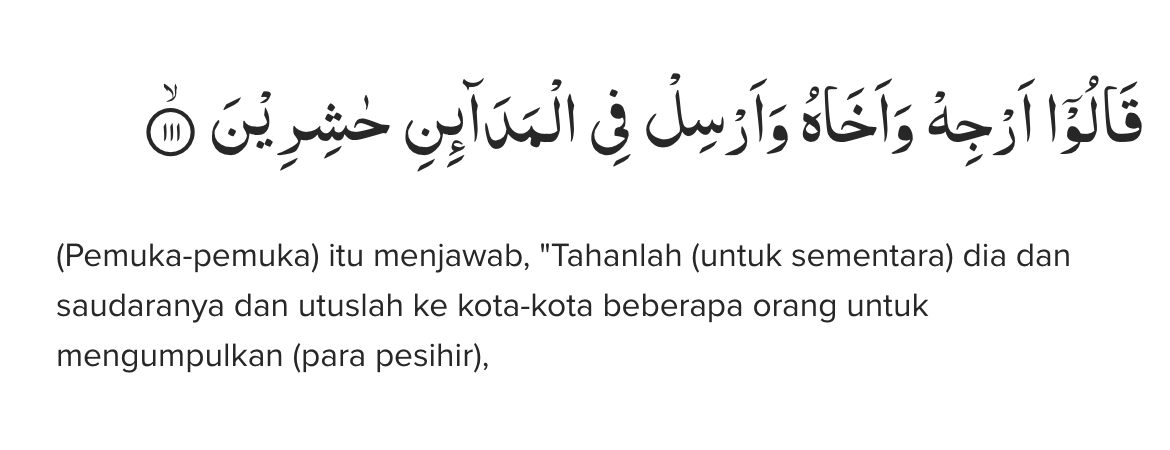 قَالُوْٓا اَرْجِهْ وَاَخَاهُ وَاَرْسِلْ فِى الْمَدَاۤىِٕنِ حٰشِرِيْنَ ۙ ١١١
(Pemuka-pemuka) itu menjawab, "Tahanlah (untuk sementara) dia dan
saudaranya dan utuslah ke kota-kota beberapa orang untuk
mengumpulkan (para pesihir),